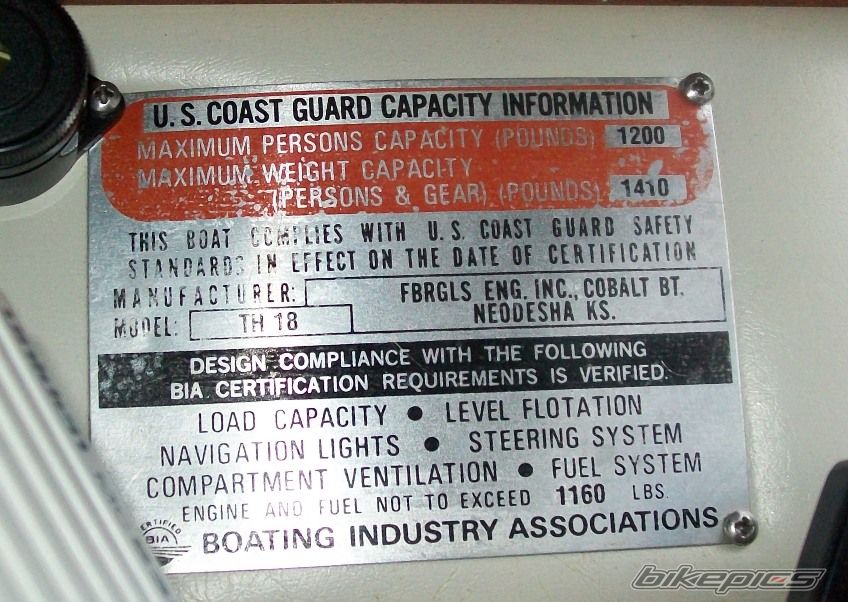 U.S. COAST GUARD CAPACITY INFORMATION
MAXIMUM PERSONS CAPACITY (POUNDS) 1200
MAXIMUM WEIGHT CAPACITY
(PERSONS & GEAR) (POUNDS) 1410
THIS BOAT COMPLIES WITH U.S. COAST GUARD SAFETY
STANDARDS IN EFFECT ON THE DATE OF CERTIFICATION
MANUFACTURER: FBRGLS ENG. INC., COBALT BT.
NEODESHA KS.
MODEL: TH 18
DESIGN COMPLIANCE WITH THE FOLLOWING
BIA CERTIFICATION REQUIREMENTS IS VERIFIED.
LOAD CAPACITY • LEVEL FLOTATION
NAVIGATION LIGHTS • STEERING SYSTEM
COMPARTMENT VENTILATION • FUEL SYSTEM
ENGINE AND FUEL NOT TO EXCEED 1160 LBS.
CERTIFIED
BIA
BOATING INDUSTRY ASSOCIATIONS
bikepics